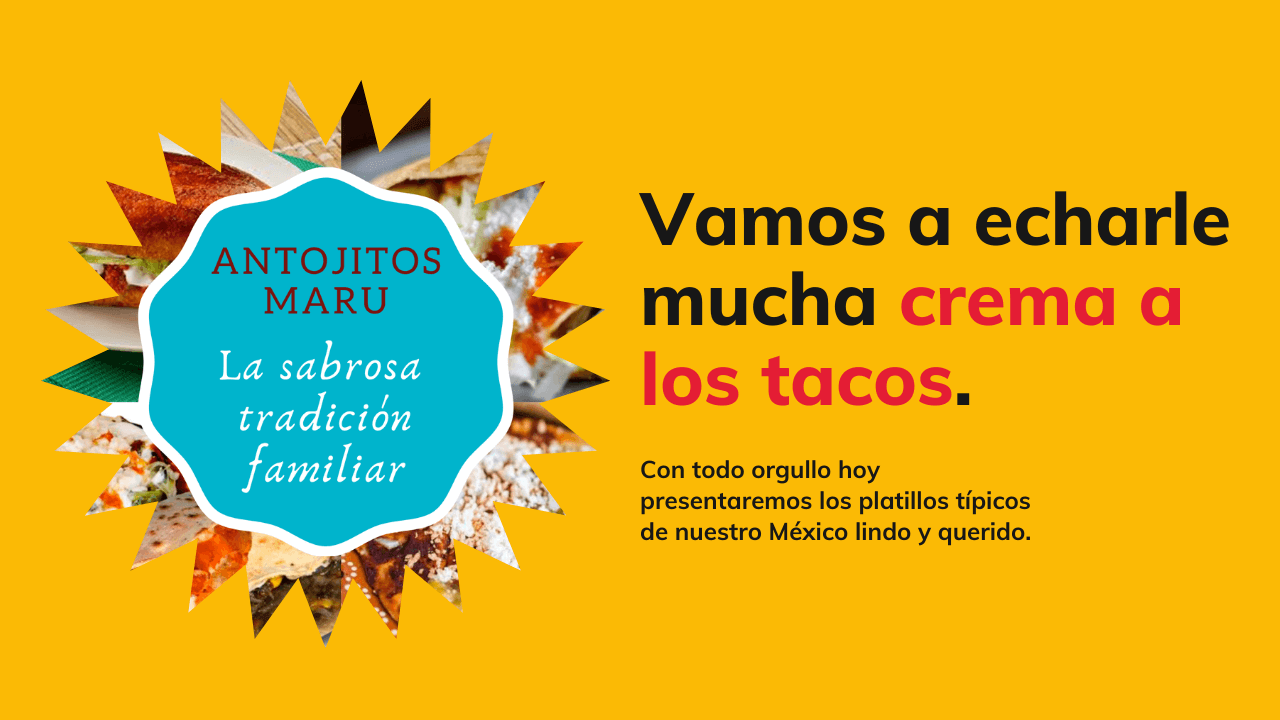 ANTOJITOS
MARU
La sabrosa
tradición
familiar
Vamos a echarle
mucha crema a
los tacos.
Con todo orgullo hoy
presentaremos los platillos típicos
de nuestro México lindo y querido.